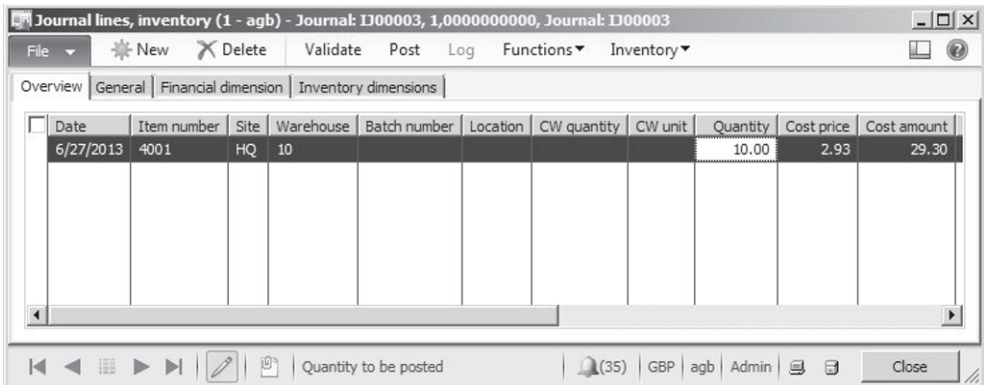 Journal lines, inventory (1 - agb) - Journal: IJ00003, 1,0000000000, Journal: IJ00003
File New Delete Validate Post Log Functions Inventory
Overview General Financial dimension Inventory dimensions
Date Item number Site Warehouse Batch number Location CW quantity CW unit Quantity Cost price Cost amount
6/27/2013 4001 HQ 10 10.00 2.93 29.30
Quantity to be posted (35) GBP agb Admin Close